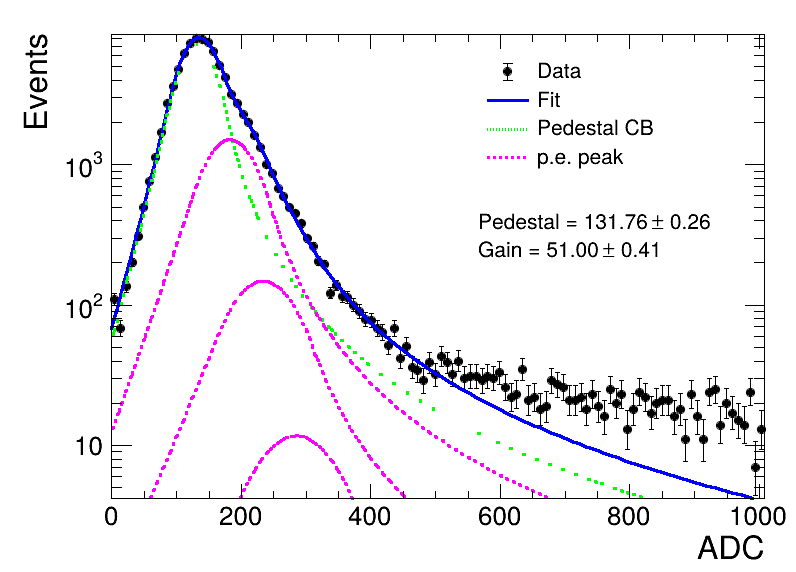 Events
Data
Fit
Pedestal CB
p.e. peak
Pedestal = 131.76 ± 0.26
Gain = 51.00 ± 0.41
10³
10²
10
0 200 400 600 800 1000
ADC